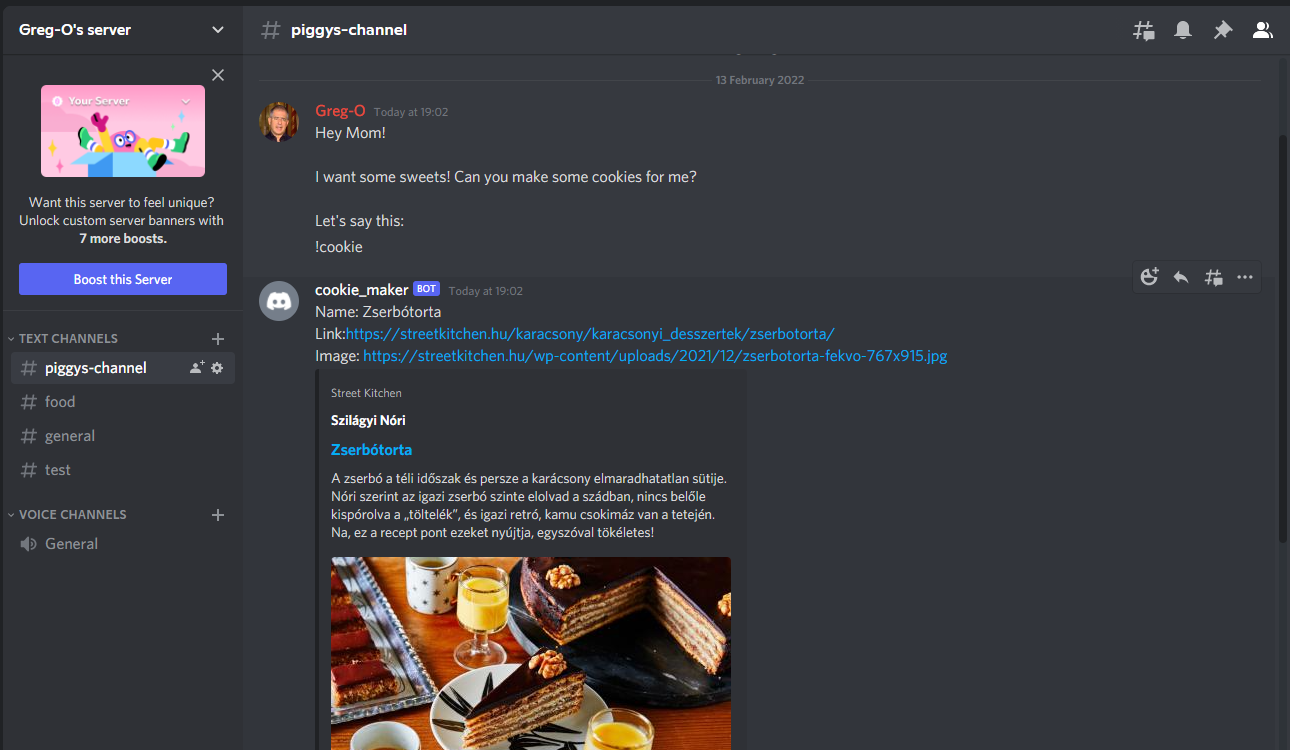 Greg-O's server
piggys-channel
Your Server
Want this server to feel unique?
Unlock custom server banners with
7 more boosts.
Boost this Server
TEXT CHANNELS
piggys-channel
food
general
test
VOICE CHANNELS
General
13 February 2022
Greg-O Today at 19:02
Hey Mom!
I want some sweets! Can you make some cookies for me?
Let's say this:
!cookie
cookie_maker BOT Today at 19:02
Name: Zserbótorta
Link:https://streetkitchen.hu/karacsony/karacsonyi_desszertek/zserbotorta/
Image: https://streetkitchen.hu/wp-content/uploads/2021/12/zserbotorta-fekvo-767x915.jpg
Street Kitchen
Szilágyi Nóri
Zserbótorta
A zserbó a téli időszak és persze a karácsony elmaradhatatlan sütije.
Nóri szerint az igazi zserbó szinte elolvad a szádban, nincs belőle
kispórolva a „töltelék”, és igazi retró, kamu csokimáz van a tetején.
Na, ez a recept pont ezeket nyújtja, egyszóval tökéletes!